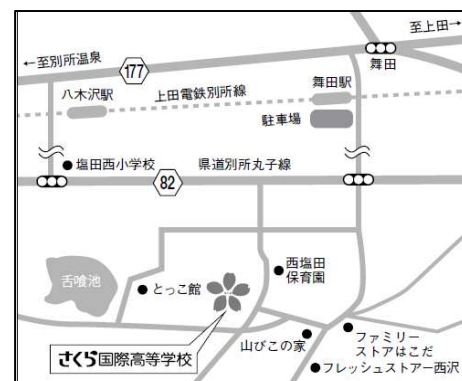 至上田→
←至別所温泉
177
舞田
八木沢駅
上田電鉄別所線
舞田駅
駐車場
塩田西小学校
県道別所丸子線
82
舌喰池
とっこ館
西塩田
保育園
さくら国際高等学校
山びこの家
ファミリー
ストアはこだ
フレッシュストアー西沢